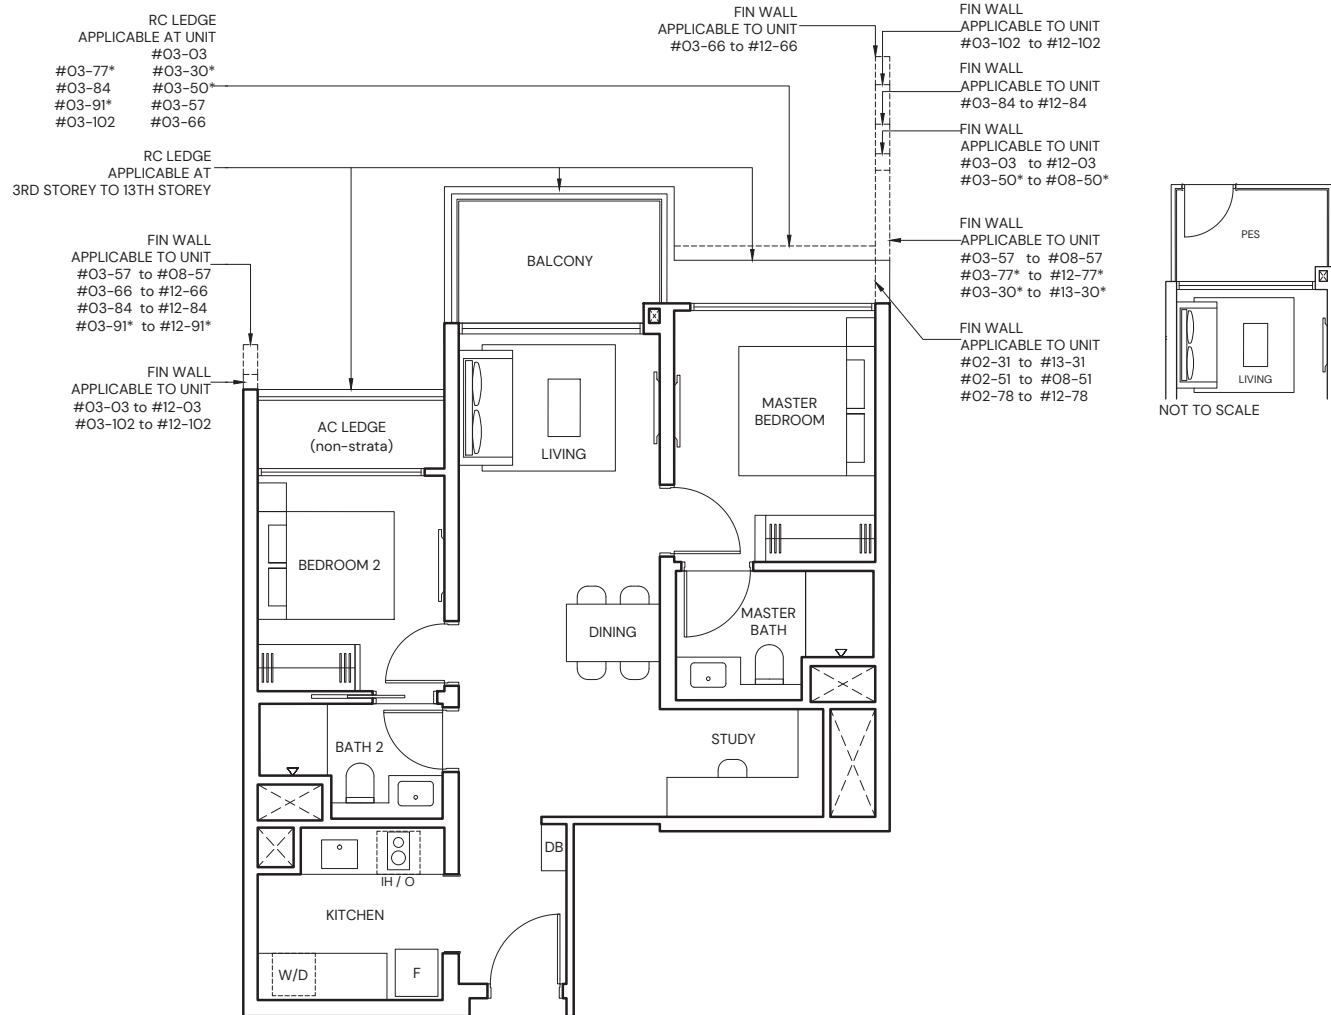 RC LEDGE
APPLICABLE AT UNIT
#03-03
#03-77* #03-30*
#03-84 #03-50*
#03-91* #03-57
#03-102 #03-66
RC LEDGE
APPLICABLE AT
3RD STOREY TO 13TH STOREY
FIN WALL
APPLICABLE TO UNIT
#03-57 to #08-57
#03-66 to #12-66
#03-84 to #12-84
#03-91* to #12-91*
FIN WALL
APPLICABLE TO UNIT
#03-03 to #12-03
#03-102 to #12-102
FIN WALL
APPLICABLE TO UNIT
#03-66 to #12-66
FIN WALL
APPLICABLE TO UNIT
#03-102 to #12-102
FIN WALL
APPLICABLE TO UNIT
#03-84 to #12-84
FIN WALL
APPLICABLE TO UNIT
#03-03 to #12-03
#03-50* to #08-50*
FIN WALL
APPLICABLE TO UNIT
#03-57 to #08-57
#03-77* to #12-77*
#03-30* to #13-30*
FIN WALL
APPLICABLE TO UNIT
#02-31 to #13-31
#02-51 to #08-51
#02-78 to #12-78
BALCONY
AC LEDGE
(non-strata)
LIVING
MASTER
BEDROOM
BEDROOM 2
DINING
MASTER
BATH
BATH 2
STUDY
DB
IH / O
KITCHEN
W/D
F
PES
LIVING
NOT TO SCALE